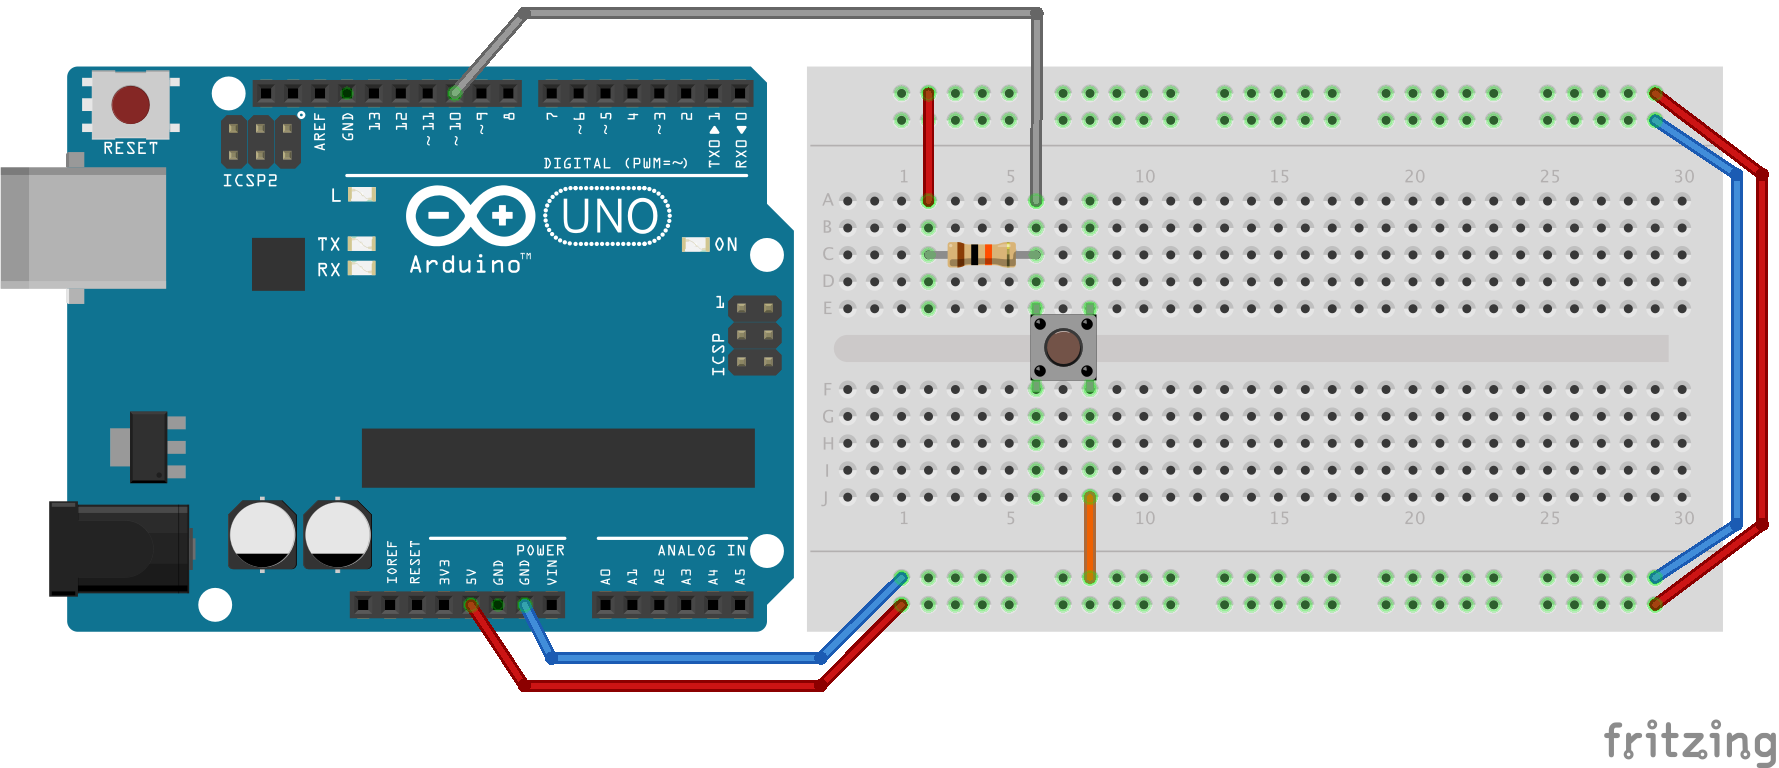 RESET
ICSP2
AREF
GND
13
12
~11
~10
~9
8
7
~6
~5
4
~3
2
TX0▶1
RX0◀0
DIGITAL (PWM=~)
L
TX
RX
UNO
Arduino™
ON
1
ICSP
IOREF
RESET
3V3
5V
GND
GND
VIN
POWER
ANALOG IN
A0
A1
A2
A3
A4
A5
1 5 10 15 20 25 30
A
B
C
D
E
F
G
H
I
J
1 5 10 15 20 25 30
fritzing